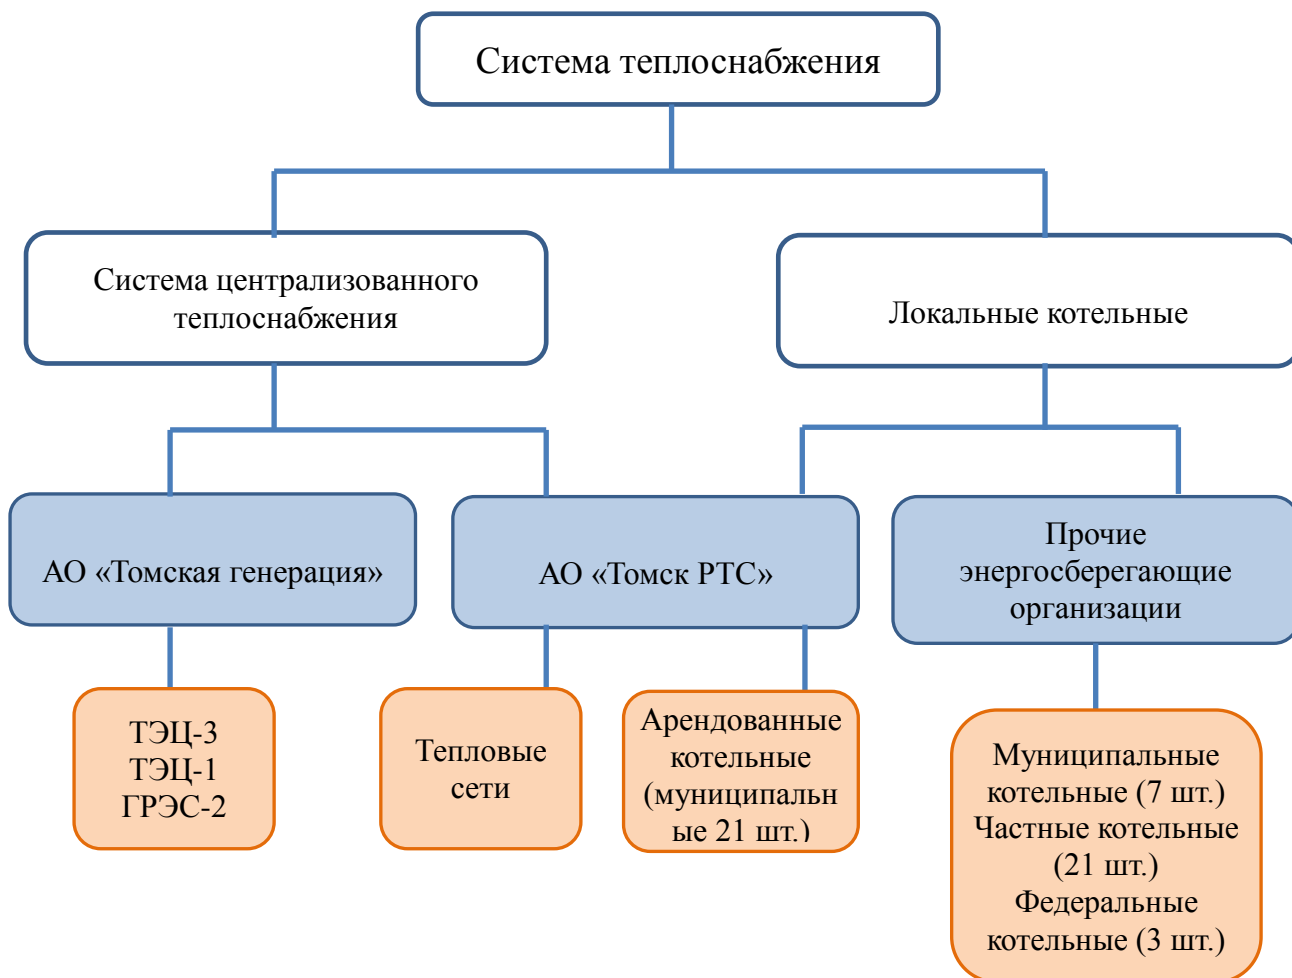 Система теплоснабжения
Система централизованного
теплоснабжения
Локальные котельные
АО «Томская генерация»
АО «Томск РТС»
Прочие
энергосберегающие
организации
ТЭЦ-3
ТЭЦ-1
ГРЭС-2
Тепловые
сети
Арендованные
котельные
(муниципальн
ые 21 шт.)
Муниципальные
котельные (7 шт.)
Частные котельные
(21 шт.)
Федеральные
котельные (3 шт.)